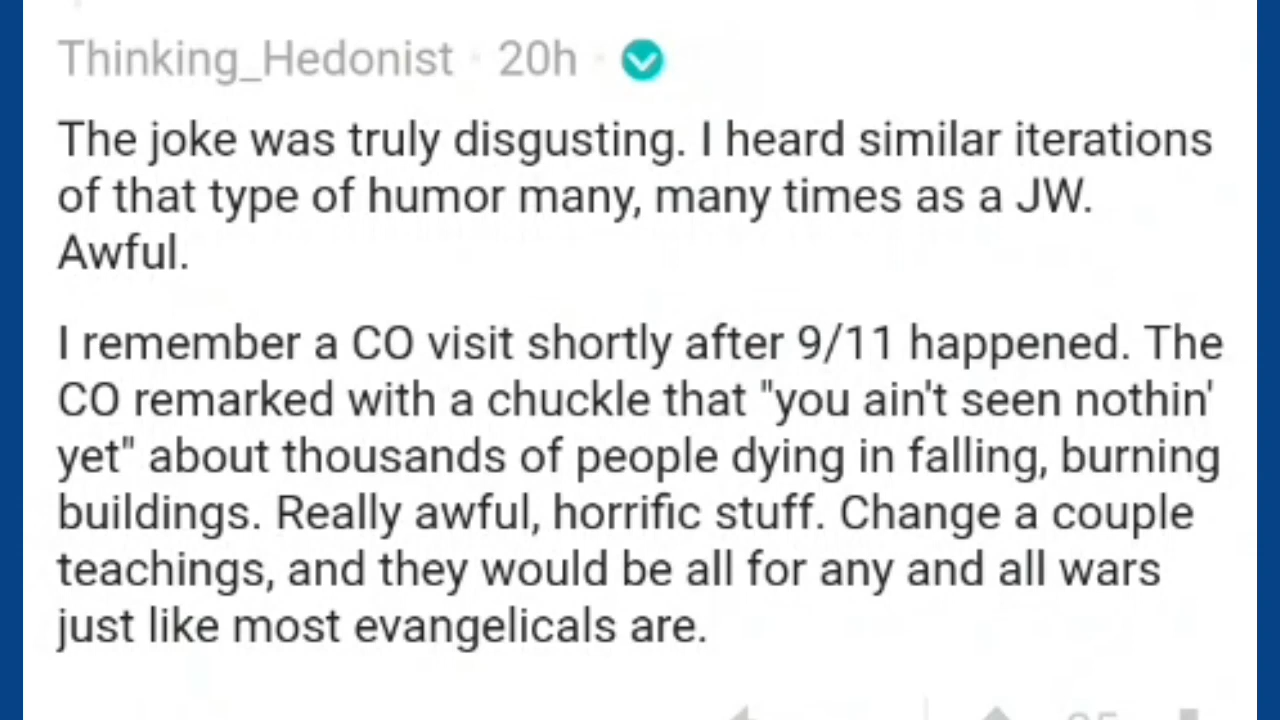 Thinking_Hedonist · 20h ·
The joke was truly disgusting. I heard similar iterations
of that type of humor many, many times as a JW.
Awful.
I remember a CO visit shortly after 9/11 happened. The
CO remarked with a chuckle that "you ain't seen nothin'
yet" about thousands of people dying in falling, burning
buildings. Really awful, horrific stuff. Change a couple
teachings, and they would be all for any and all wars
just like most evangelicals are.